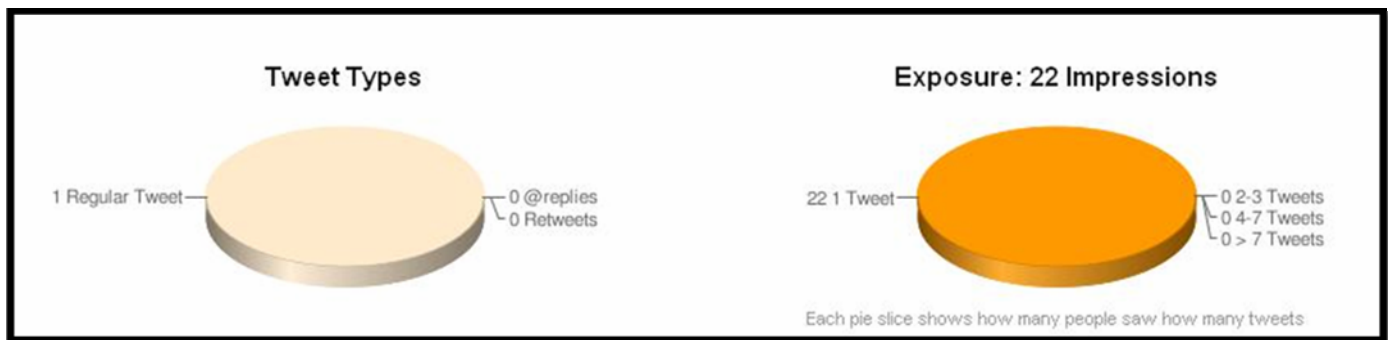 Tweet Types
1 Regular Tweet
0 @replies
0 Retweets
Exposure: 22 Impressions
22 1 Tweet
0 2-3 Tweets
0 4-7 Tweets
0 > 7 Tweets
Each pie slice shows how many people saw how many tweets